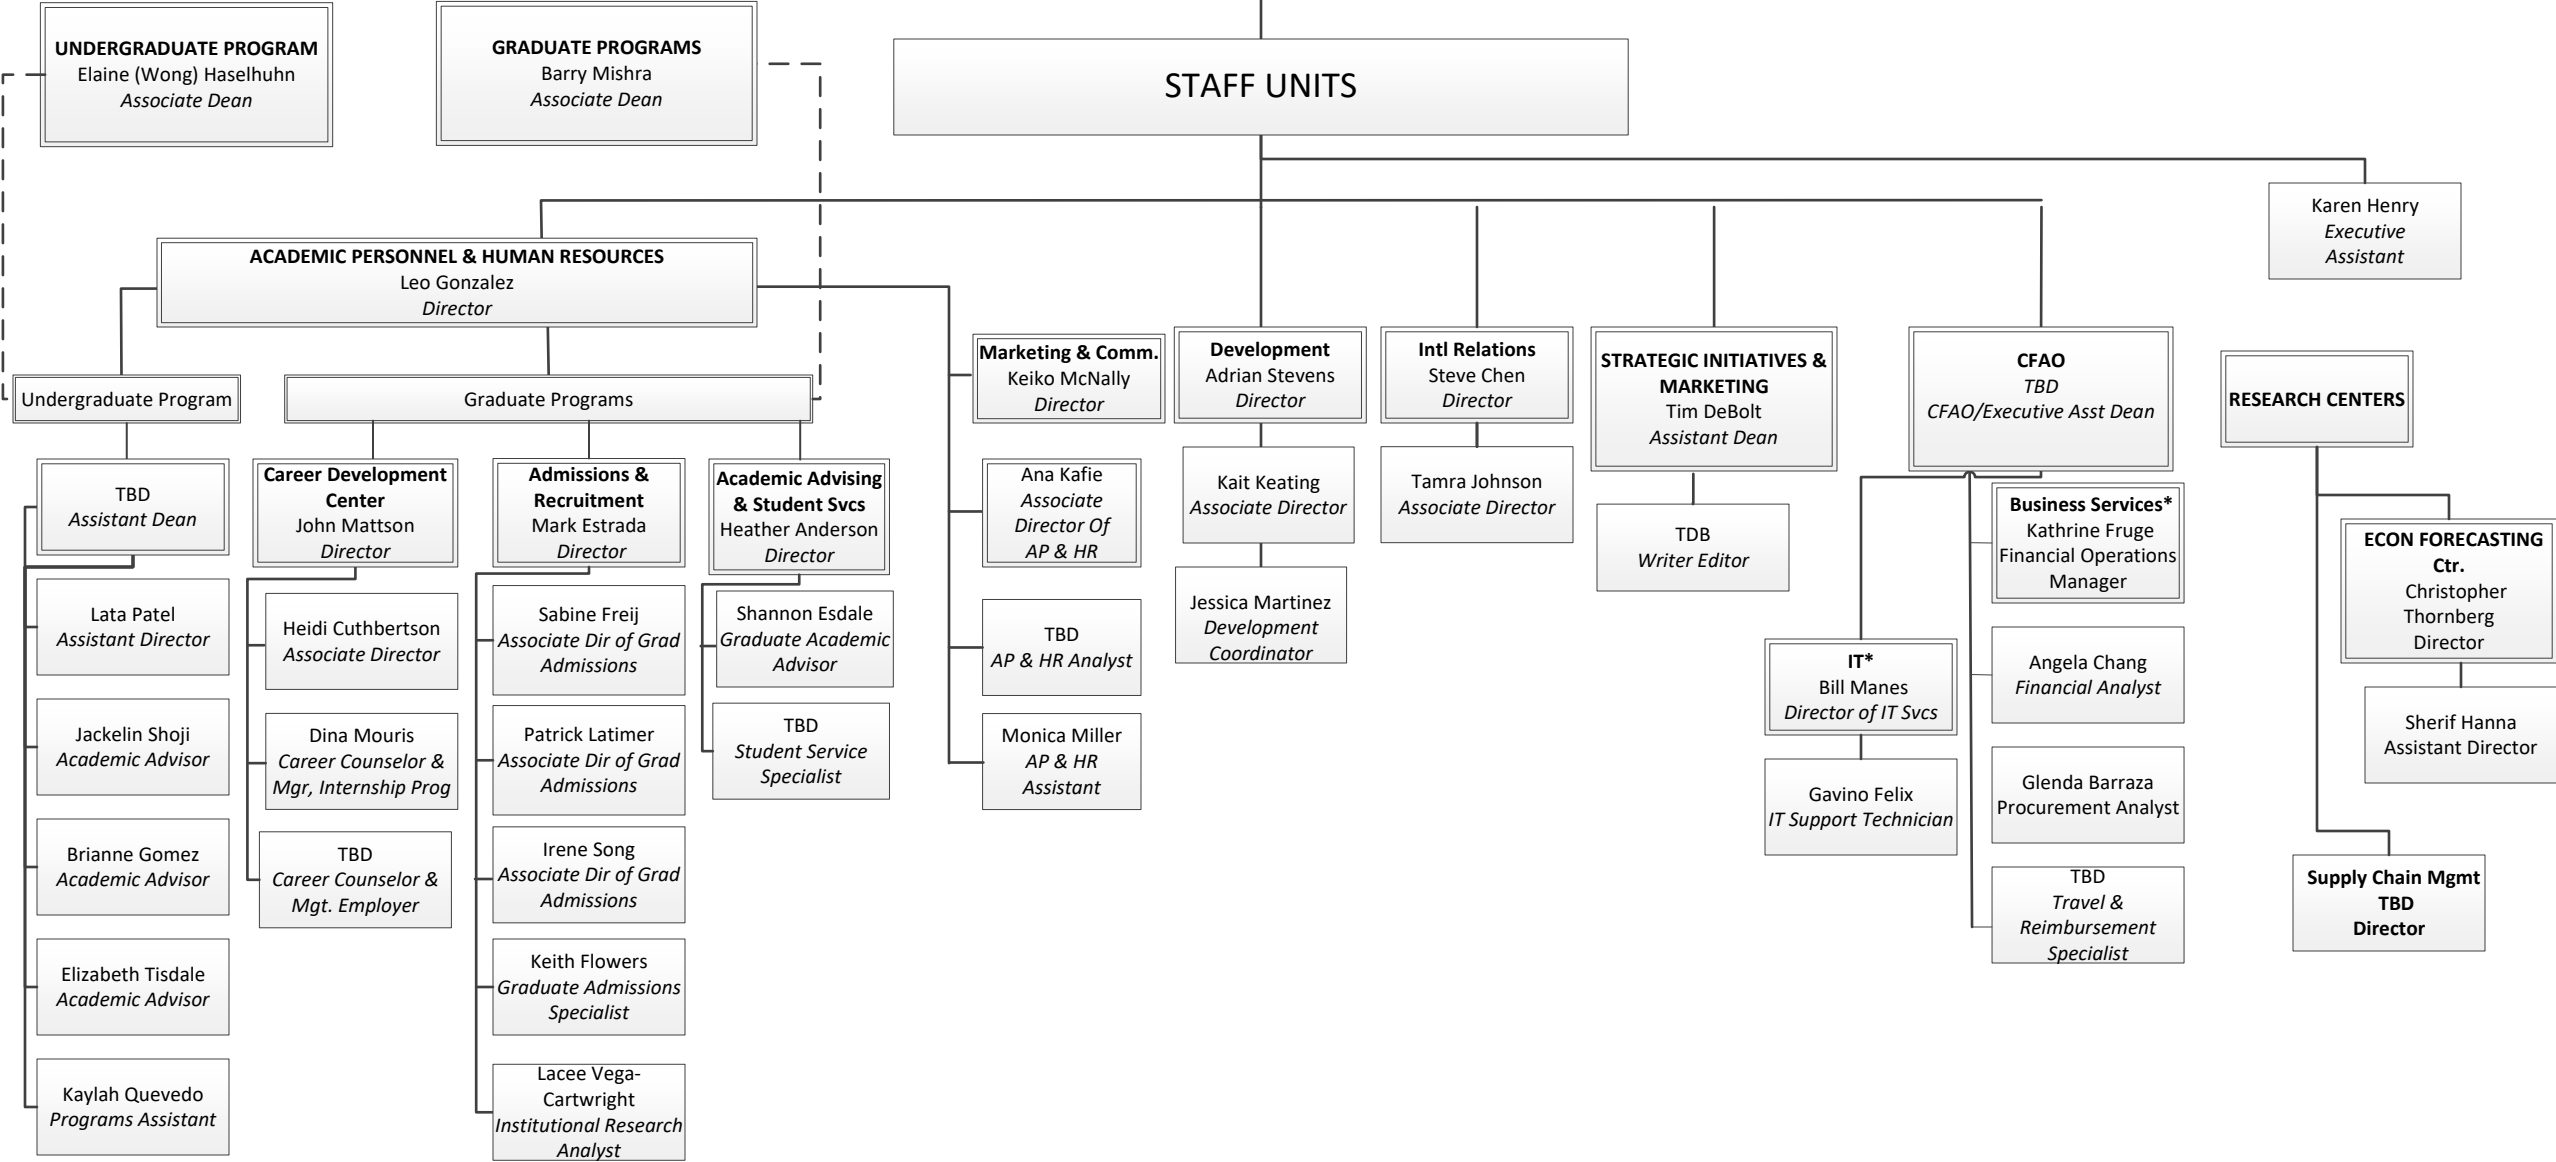 UNDERGRADUATE PROGRAM
Elaine (Wong) Haselhuhn
Associate Dean
GRADUATE PROGRAMS
Barry Mishra
Associate Dean
STAFF UNITS
Karen Henry
Executive
Assistant
ACADEMIC PERSONNEL & HUMAN RESOURCES
Leo Gonzalez
Director
Undergraduate Program
Graduate Programs
Marketing & Comm.
Keiko McNally
Director
Development
Adrian Stevens
Director
Intl Relations
Steve Chen
Director
STRATEGIC INITIATIVES &
MARKETING
Tim DeBolt
Assistant Dean
CFAO
TBD
CFAO/Executive Asst Dean
RESEARCH CENTERS
TBD
Assistant Dean
Career Development
Center
John Mattson
Director
Admissions &
Recruitment
Mark Estrada
Director
Academic Advising
& Student Svcs
Heather Anderson
Director
Ana Kafie
Associate
Director Of
AP & HR
Kait Keating
Associate Director
Tamra Johnson
Associate Director
TDB
Writer Editor
Business Services*
Kathrine Fruge
Financial Operations
Manager
ECON FORECASTING
Ctr.
Christopher
Thornberg
Director
Lata Patel
Assistant Director
Heidi Cuthbertson
Associate Director
Sabine Freij
Associate Dir of Grad
Admissions
Shannon Esdale
Graduate Academic
Advisor
TBD
AP & HR Analyst
Jessica Martinez
Development
Coordinator
IT*
Bill Manes
Director of IT Svcs
Angela Chang
Financial Analyst
Sherif Hanna
Assistant Director
Jackelin Shoji
Academic Advisor
Dina Mouris
Career Counselor &
Mgr, Internship Prog
Patrick Latimer
Associate Dir of Grad
Admissions
TBD
Student Service
Specialist
Monica Miller
AP & HR
Assistant
Gavino Felix
IT Support Technician
Glenda Barraza
Procurement Analyst
Brianne Gomez
Academic Advisor
TBD
Career Counselor &
Mgt. Employer
Irene Song
Associate Dir of Grad
Admissions
TBD
Travel &
Reimbursement
Specialist
Supply Chain Mgmt
TBD
Director
Elizabeth Tisdale
Academic Advisor
Keith Flowers
Graduate Admissions
Specialist
Kaylah Quevedo
Programs Assistant
Lacee Vega-
Cartwright
Institutional Research
Analyst